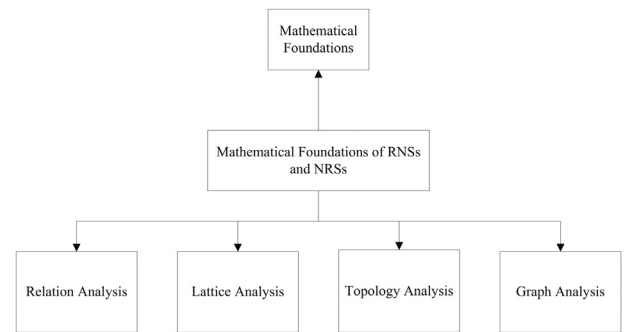 Mathematical
Foundations
Mathematical Foundations of RNSs
and NRSs
Relation Analysis
Lattice Analysis
Topology Analysis
Graph Analysis